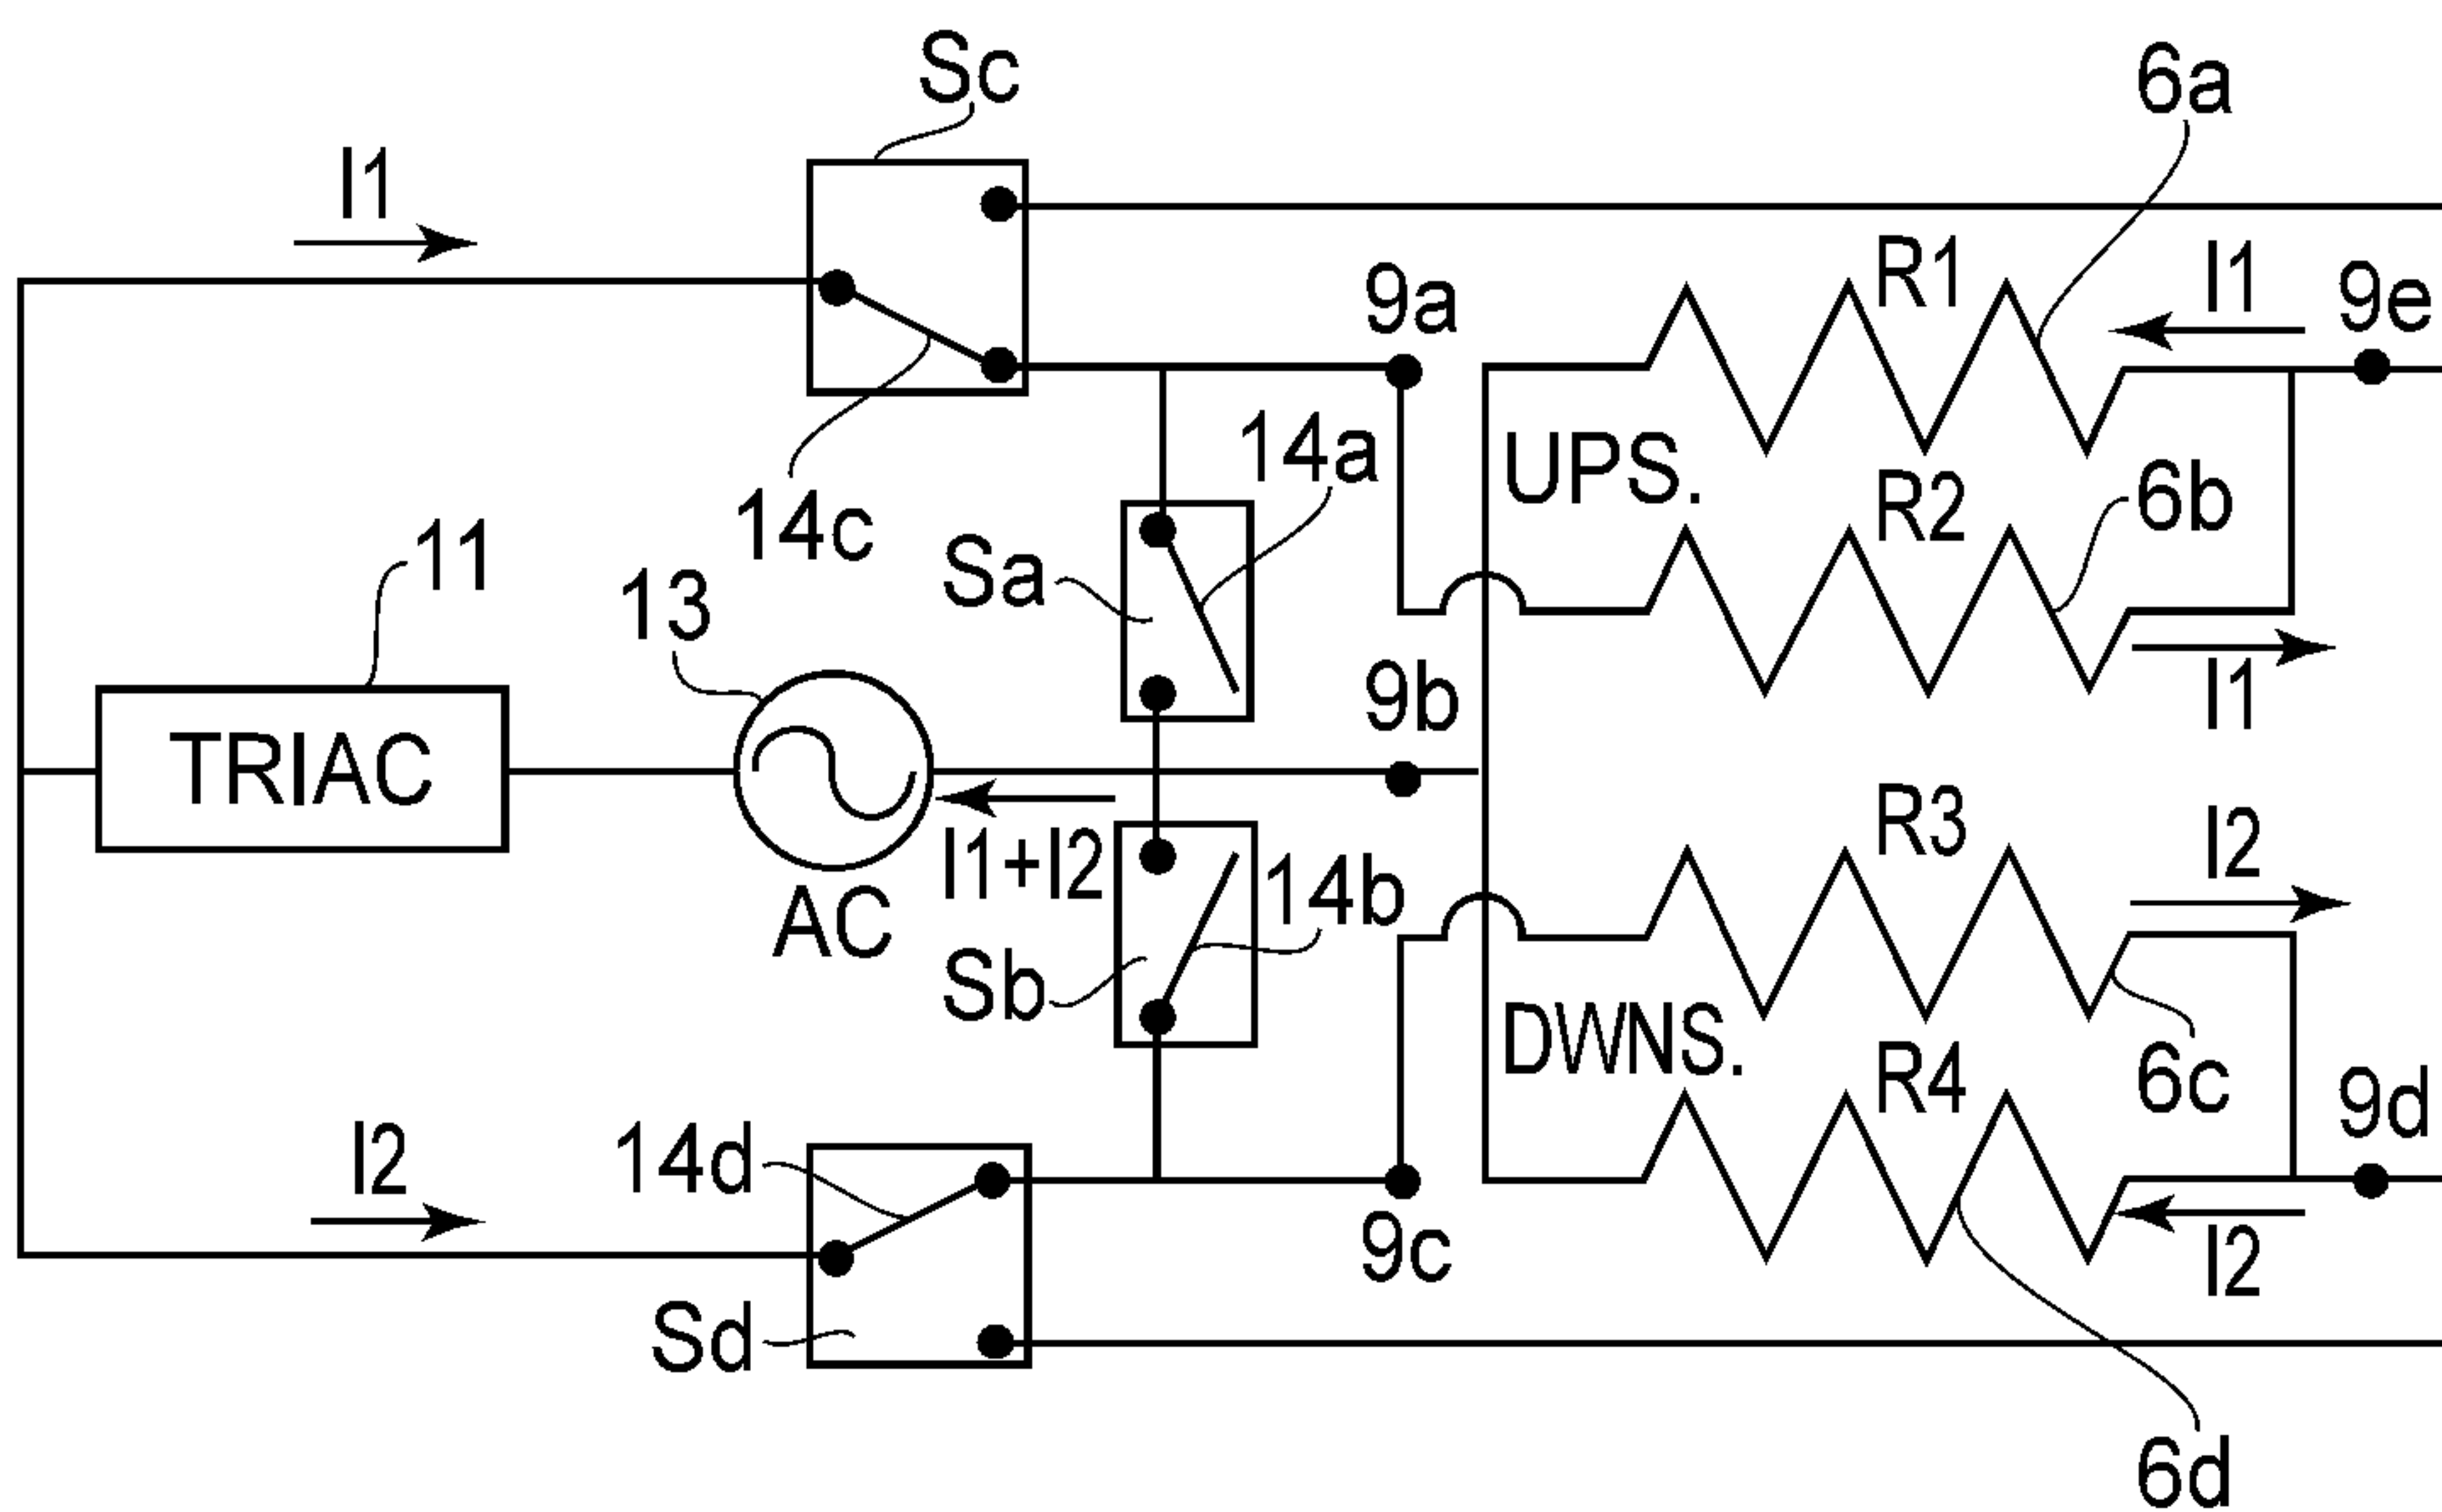 Sc
6a
I1
R1
I1
9e
9a
14a
UPS.
R2
6b
14c
11
13
Sa
9b
I1
TRIAC
R3
I2
I1+I2
14b
AC
Sb
DWNS.
R4
6c
9d
I2
14d
9c
I2
Sd
6d